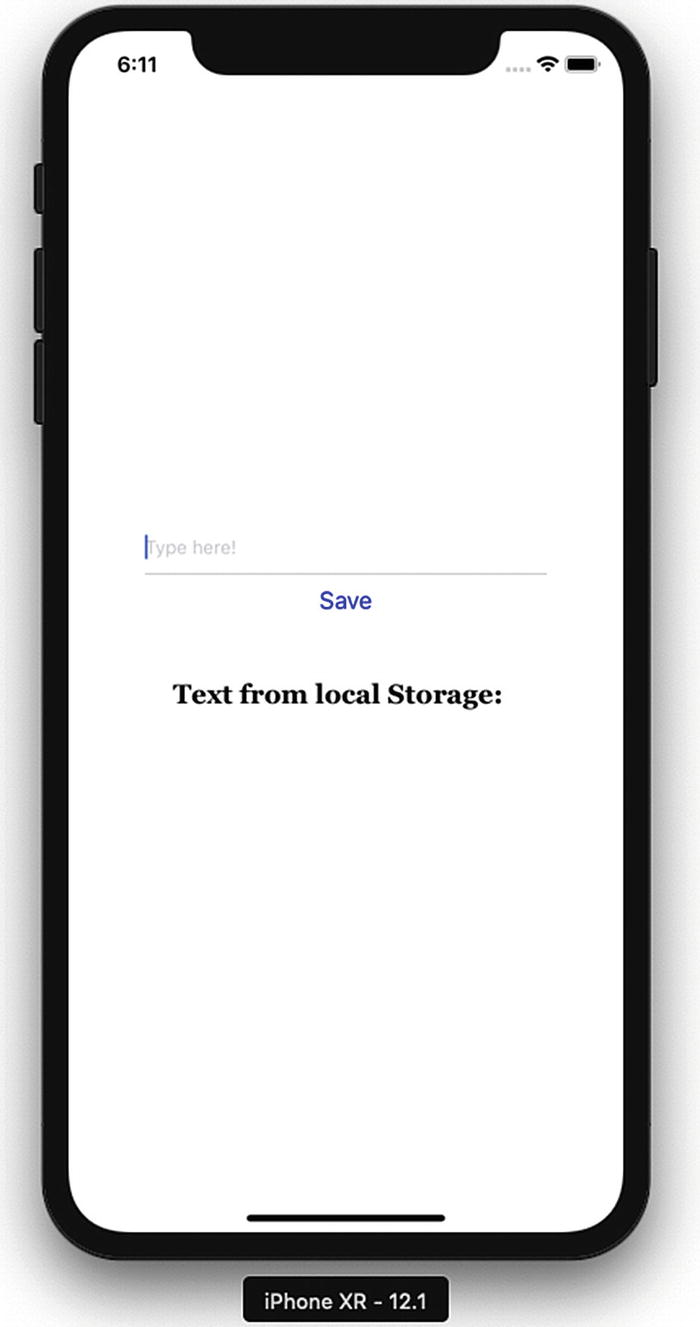 6:11
Type here!
Save
Text from local Storage:
iPhone XR - 12.1